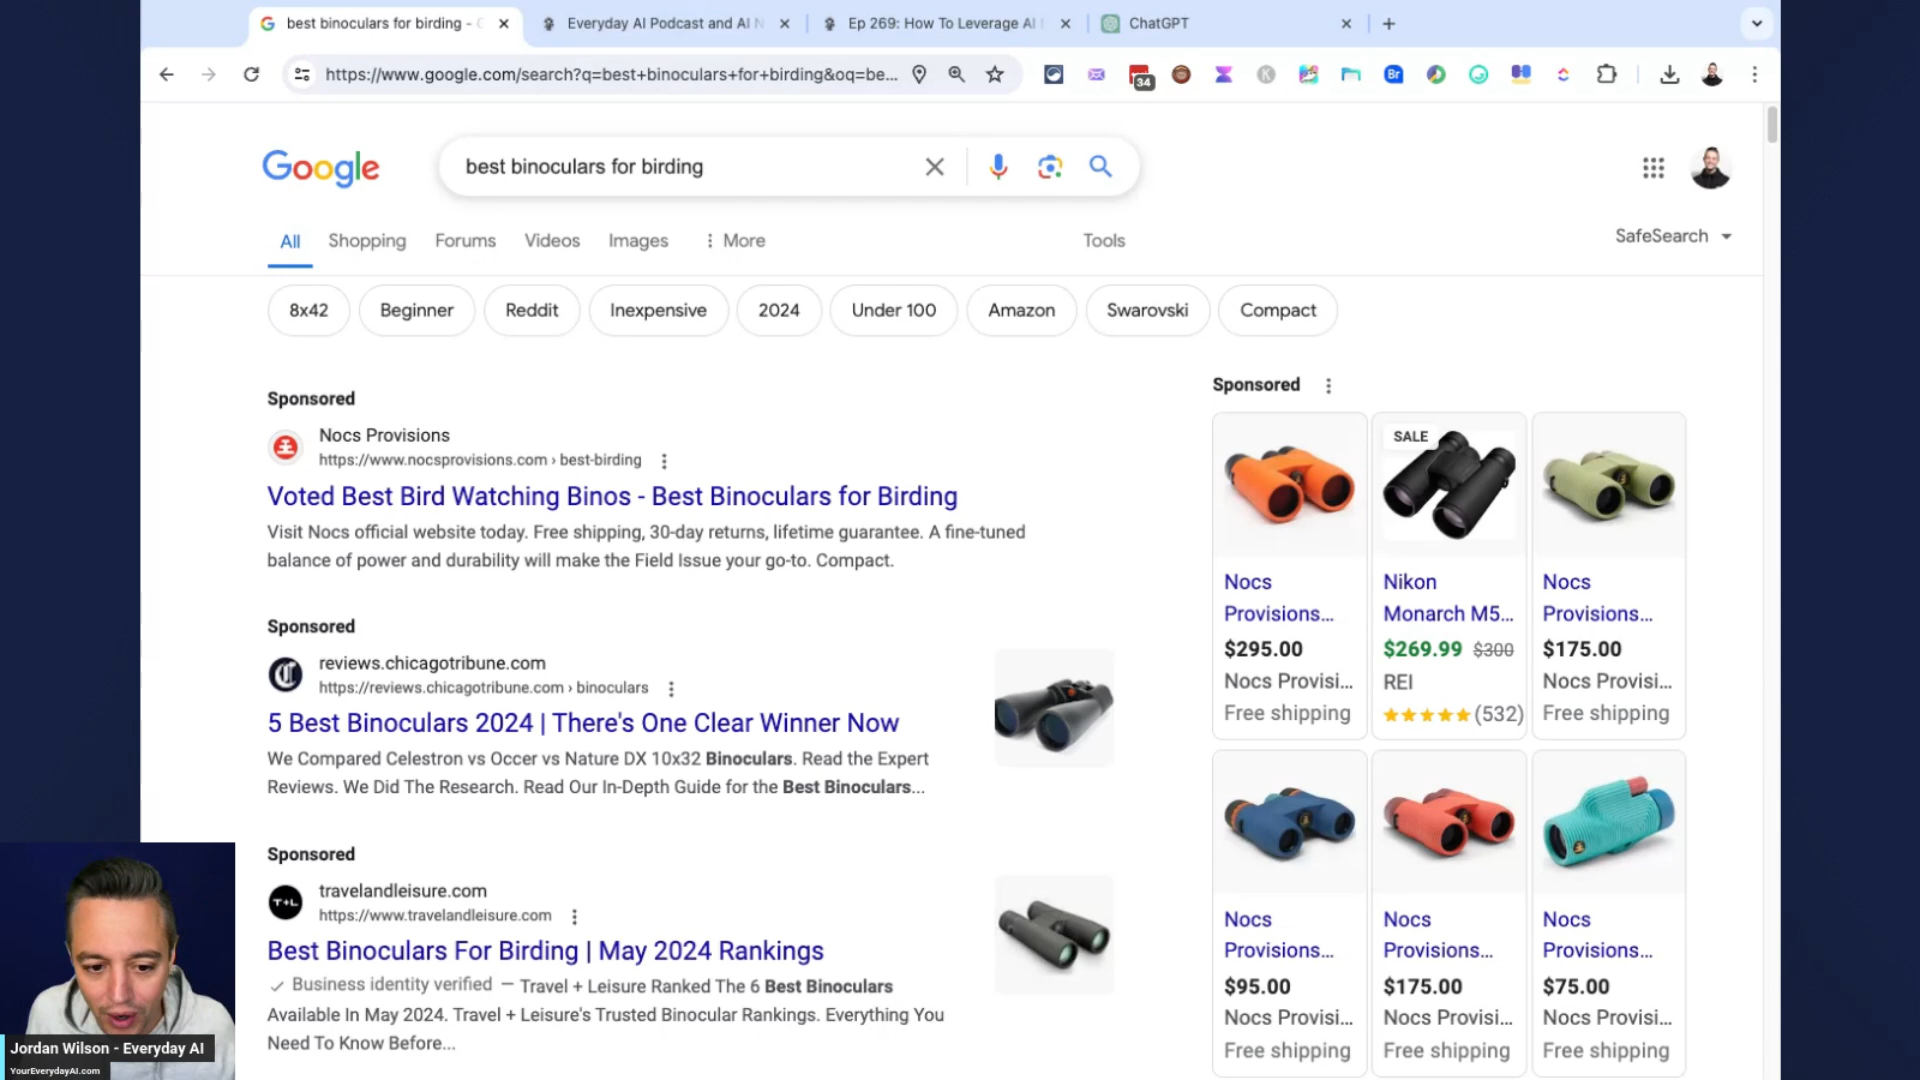 best binoculars for birding - G
Everyday AI Podcast and AI N
Ep 269: How To Leverage AI
ChatGPT
https://www.google.com/search?q=best+binoculars+for+birding&oq=be...
34
K
Br
Google
best binoculars for birding
All
Shopping
Forums
Videos
Images
More
Tools
SafeSearch
8x42
Beginner
Reddit
Inexpensive
2024
Under 100
Amazon
Swarovski
Compact
Sponsored
Nocs Provisions
https://www.nocsprovisions.com › best-birding
Voted Best Bird Watching Binos - Best Binoculars for Birding
Visit Nocs official website today. Free shipping, 30-day returns, lifetime guarantee. A fine-tuned
balance of power and durability will make the Field Issue your go-to. Compact.
Sponsored
reviews.chicagotribune.com
https://reviews.chicagotribune.com › binoculars
5 Best Binoculars 2024 | There's One Clear Winner Now
We Compared Celestron vs Occer vs Nature DX 10x32 Binoculars. Read the Expert
Reviews. We Did The Research. Read Our In-Depth Guide for the Best Binoculars...
Sponsored
T+L
travelandleisure.com
https://www.travelandleisure.com
Best Binoculars For Birding | May 2024 Rankings
Business identity verified — Travel + Leisure Ranked The 6 Best Binoculars
Available In May 2024. Travel + Leisure's Trusted Binocular Rankings. Everything You
Need To Know Before...
Sponsored
Nocs
Provisions...
$295.00
Nocs Provisi...
Free shipping
SALE
Nikon
Monarch M5...
$269.99 $300
REI
(532)
Nocs
Provisions...
$175.00
Nocs Provisi...
Free shipping
Nocs
Provisions...
$95.00
Nocs Provisi...
Free shipping
Nocs
Provisions...
$175.00
Nocs Provisi...
Free shipping
Nocs
Provisions...
$75.00
Nocs Provisi...
Free shipping
Jordan Wilson - Everyday AI
YourEverydayAI.com